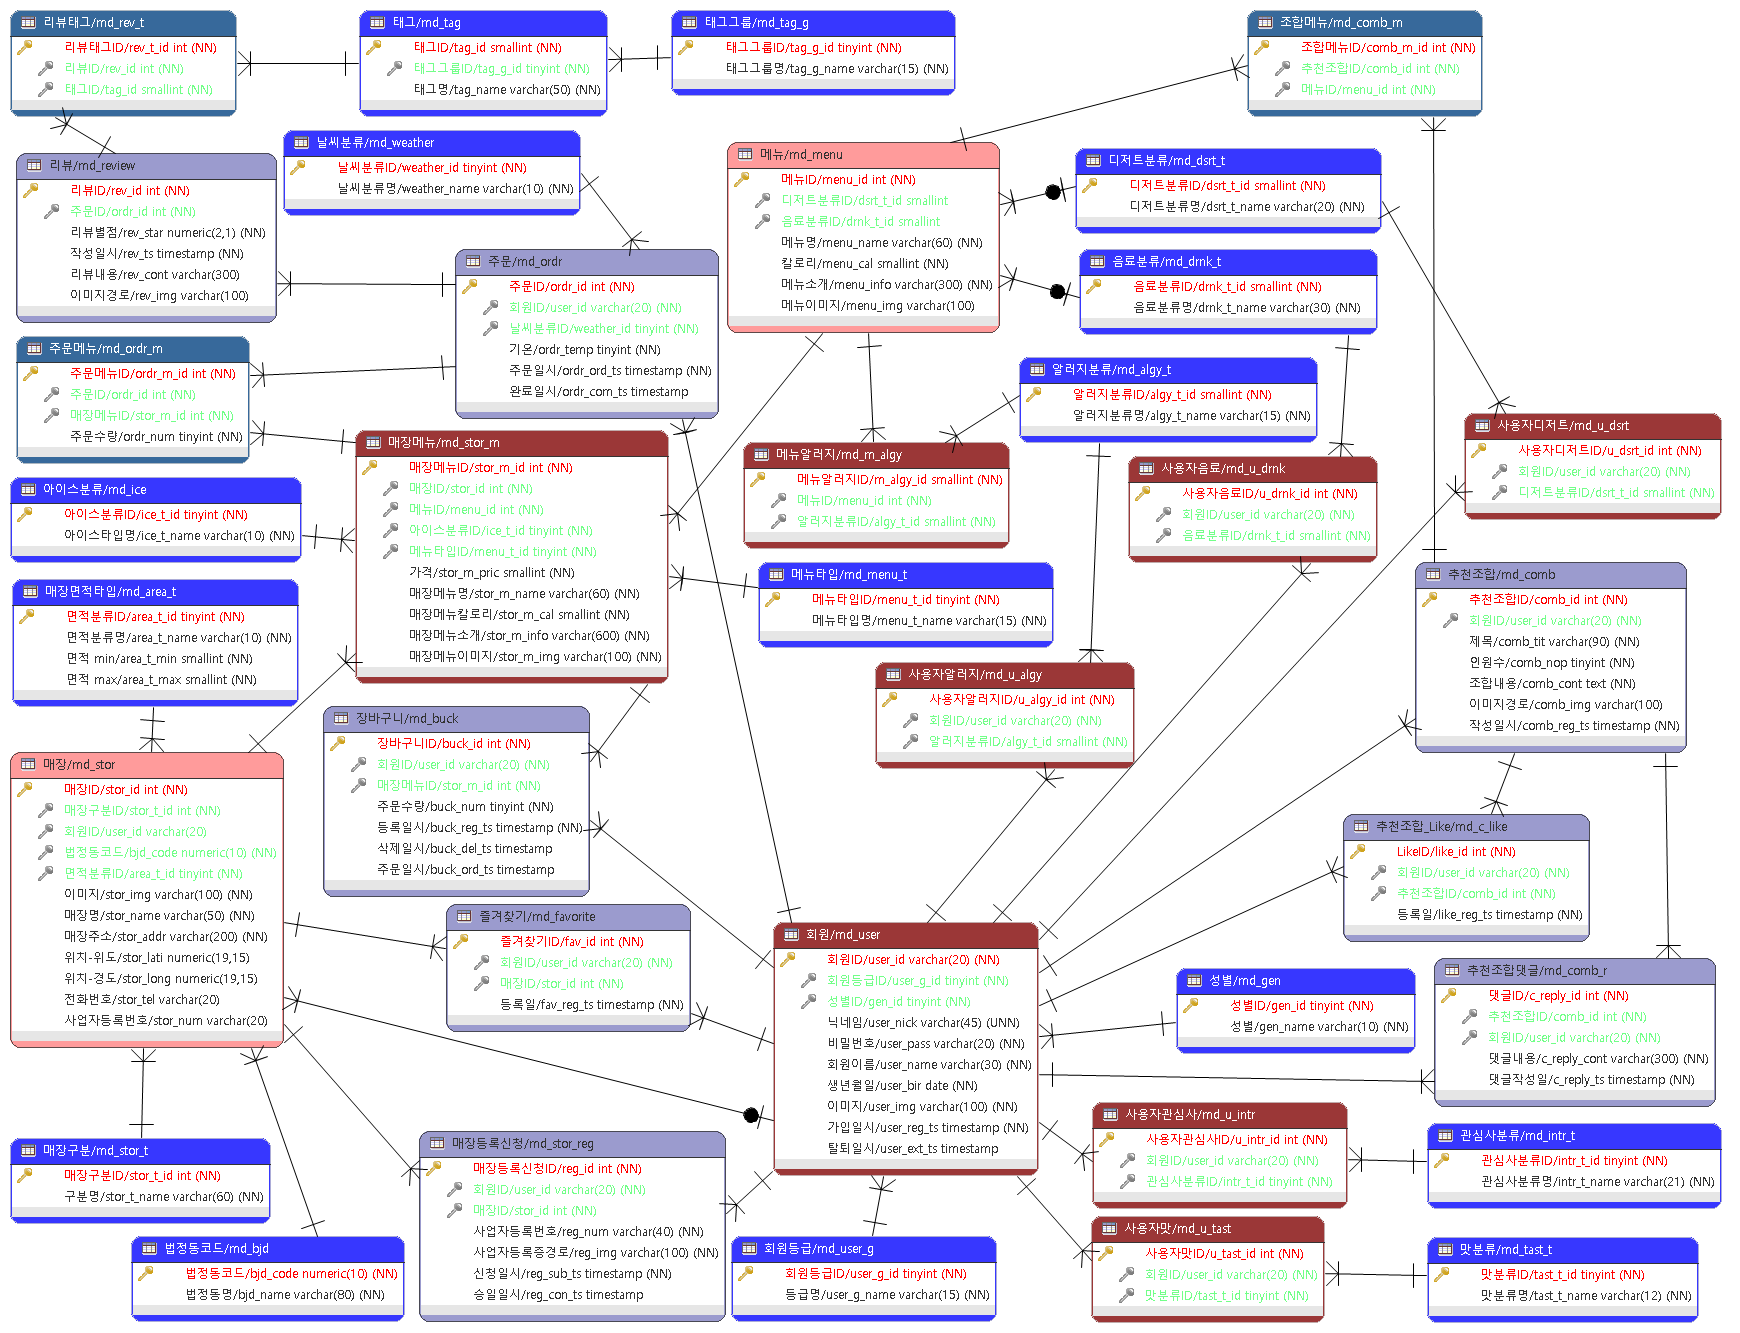 리뷰태그/md_rev_t
리뷰태그ID/rev_t_id int (NN)
리뷰ID/rev_id int (NN)
태그ID/tag_id smallint (NN)
태그/md_tag
태그ID/tag_id smallint (NN)
태그그룹ID/tag_g_id tinyint (NN)
태그명/tag_name varchar(50) (NN)
태그그룹/md_tag_g
태그그룹ID/tag_g_id tinyint (NN)
태그그룹명/tag_g_name varchar(15) (NN)
조합메뉴/md_comb_m
조합메뉴ID/comb_m_id int (NN)
추천조합ID/comb_id int (NN)
메뉴ID/menu_id int (NN)
리뷰/md_review
리뷰ID/rev_id int (NN)
주문ID/ordr_id int (NN)
리뷰별점/rev_star numeric(2,1) (NN)
작성일시/rev_ts timestamp (NN)
리뷰내용/rev_cont varchar(300)
이미지경로/rev_img varchar(100)
날씨분류/md_weather
날씨분류ID/weather_id tinyint (NN)
날씨분류명/weather_name varchar(10) (NN)
메뉴/md_menu
메뉴ID/menu_id int (NN)
디저트분류ID/dsrt_t_id smallint
음료분류ID/drnk_t_id smallint
메뉴명/menu_name varchar(60) (NN)
칼로리/menu_cal smallint (NN)
메뉴소개/menu_info varchar(300) (NN)
메뉴이미지/menu_img varchar(100)
디저트분류/md_dsrt_t
디저트분류ID/dsrt_t_id smallint (NN)
디저트분류명/dsrt_t_name varchar(20) (NN)
주문/md_ordr
주문ID/ordr_id int (NN)
회원ID/user_id varchar(20) (NN)
날씨분류ID/weather_id tinyint (NN)
기온/ordr_temp tinyint (NN)
주문일시/ordr_ord_ts timestamp (NN)
완료일시/ordr_com_ts timestamp
음료분류/md_drnk_t
음료분류ID/drnk_t_id smallint (NN)
음료분류명/drnk_t_name varchar(30) (NN)
주문메뉴/md_ordr_m
주문메뉴ID/ordr_m_id int (NN)
주문ID/ordr_id int (NN)
매장메뉴ID/stor_m_id int (NN)
주문수량/ordr_num tinyint (NN)
알러지분류/md_algy_t
알러지분류ID/algy_t_id smallint (NN)
알러지분류명/algy_t_name varchar(15) (NN)
사용자디저트/md_u_dsrt
사용자디저트ID/u_dsrt_id int (NN)
회원ID/user_id varchar(20) (NN)
디저트분류ID/dsrt_t_id smallint (NN)
매장메뉴/md_stor_m
매장메뉴ID/stor_m_id int (NN)
매장ID/stor_id int (NN)
메뉴ID/menu_id int (NN)
아이스분류ID/ice_t_id tinyint (NN)
메뉴타입ID/menu_t_id tinyint (NN)
가격/stor_m_pric smallint (NN)
매장메뉴명/stor_m_name varchar(60) (NN)
매장메뉴칼로리/stor_m_cal smallint (NN)
매장메뉴소개/stor_m_info varchar(600) (NN)
매장메뉴이미지/stor_m_img varchar(100) (NN)
메뉴알러지/md_m_algy
메뉴알러지ID/m_algy_id smallint (NN)
메뉴ID/menu_id int (NN)
알러지분류ID/algy_t_id smallint (NN)
사용자음료/md_u_drnk
사용자음료ID/u_drnk_id int (NN)
회원ID/user_id varchar(20) (NN)
음료분류ID/drnk_t_id smallint (NN)
아이스분류/md_ice
아이스분류ID/ice_t_id tinyint (NN)
아이스타입명/ice_t_name varchar(10) (NN)
메뉴타입/md_menu_t
메뉴타입ID/menu_t_id tinyint (NN)
메뉴타입명/menu_t_name varchar(15) (NN)
추천조합/md_comb
추천조합ID/comb_id int (NN)
회원ID/user_id varchar(20) (NN)
제목/comb_tit varchar(90) (NN)
인원수/comb_nop tinyint (NN)
조합내용/comb_cont text (NN)
이미지경로/comb_img varchar(100)
작성일시/comb_reg_ts timestamp (NN)
매장면적타입/md_area_t
면적분류ID/area_t_id tinyint (NN)
면적분류명/area_t_name varchar(10) (NN)
면적 min/area_t_min smallint (NN)
면적 max/area_t_max smallint (NN)
사용자알러지/md_u_algy
사용자알러지ID/u_algy_id int (NN)
회원ID/user_id varchar(20) (NN)
알러지분류ID/algy_t_id smallint (NN)
장바구니/md_buck
장바구니ID/buck_id int (NN)
회원ID/user_id varchar(20) (NN)
매장메뉴ID/stor_m_id int (NN)
주문수량/buck_num tinyint (NN)
등록일시/buck_reg_ts timestamp (NN)
삭제일시/buck_del_ts timestamp
주문일시/buck_ord_ts timestamp
매장/md_stor
매장ID/stor_id int (NN)
매장구분ID/stor_t_id int (NN)
회원ID/user_id varchar(20)
법정동코드/bjd_code numeric(10) (NN)
면적분류ID/area_t_id tinyint (NN)
이미지/stor_img varchar(100) (NN)
매장명/stor_name varchar(50) (NN)
매장주소/stor_addr varchar(200) (NN)
위치-위도/stor_lati numeric(19,15)
위치-경도/stor_long numeric(19,15)
전화번호/stor_tel varchar(20)
사업자등록번호/stor_num varchar(20)
추천조합_Like/md_c_like
LikeID/like_id int (NN)
회원ID/user_id varchar(20) (NN)
추천조합ID/comb_id int (NN)
등록일/like_reg_ts timestamp (NN)
즐겨찾기/md_favorite
즐겨찾기ID/fav_id int (NN)
회원ID/user_id varchar(20) (NN)
매장ID/stor_id int (NN)
등록일/fav_reg_ts timestamp (NN)
회원/md_user
회원ID/user_id varchar(20) (NN)
회원등급ID/user_g_id tinyint (NN)
성별ID/gen_id tinyint (NN)
닉네임/user_nick varchar(45) (UNN)
비밀번호/user_pass varchar(20) (NN)
회원이름/user_name varchar(30) (NN)
생년월일/user_bir date (NN)
이미지/user_img varchar(100) (NN)
가입일시/user_reg_ts timestamp (NN)
탈퇴일시/user_ext_ts timestamp
성별/md_gen
성별ID/gen_id tinyint (NN)
성별/gen_name varchar(10) (NN)
추천조합댓글/md_comb_r
댓글ID/c_reply_id int (NN)
추천조합ID/comb_id int (NN)
회원ID/user_id varchar(20) (NN)
댓글내용/c_reply_cont varchar(300) (NN)
댓글작성일/c_reply_ts timestamp (NN)
사용자관심사/md_u_intr
사용자관심사ID/u_intr_id int (NN)
회원ID/user_id varchar(20) (NN)
관심사분류ID/intr_t_id tinyint (NN)
관심사분류/md_intr_t
관심사분류ID/intr_t_id tinyint (NN)
관심사분류명/intr_t_name varchar(21) (NN)
매장구분/md_stor_t
매장구분ID/stor_t_id int (NN)
구분명/stor_t_name varchar(60) (NN)
매장등록신청/md_stor_reg
매장등록신청ID/reg_id int (NN)
회원ID/user_id varchar(20) (NN)
매장ID/stor_id int (NN)
사업자등록번호/reg_num varchar(40) (NN)
사업자등록증경로/reg_img varchar(100) (NN)
신청일시/reg_sub_ts timestamp (NN)
승일일시/reg_con_ts timestamp
사용자맛/md_u_tast
사용자맛ID/u_tast_id int (NN)
회원ID/user_id varchar(20) (NN)
맛분류ID/tast_t_id tinyint (NN)
법정동코드/md_bjd
법정동코드/bjd_code numeric(10) (NN)
법정동명/bjd_name varchar(80) (NN)
회원등급/md_user_g
회원등급ID/user_g_id tinyint (NN)
등급명/user_g_name varchar(15) (NN)
맛분류/md_tast_t
맛분류ID/tast_t_id tinyint (NN)
맛분류명/tast_t_name varchar(12) (NN)